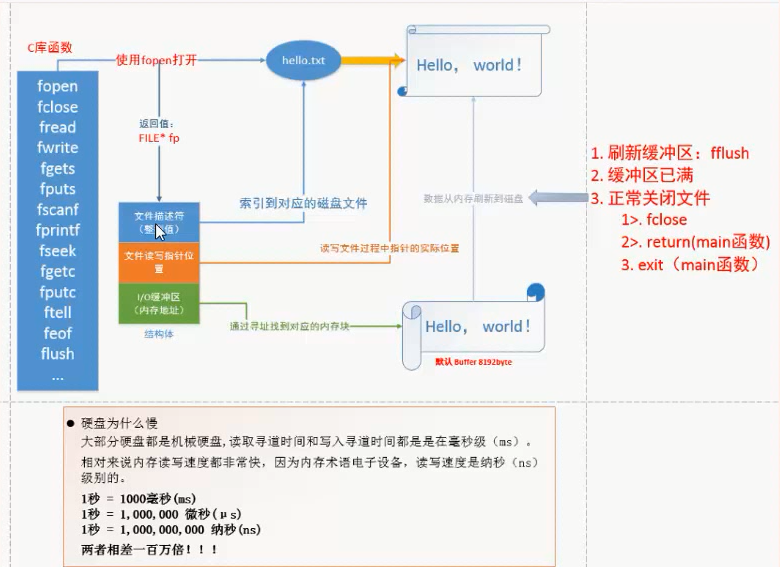 C库函数
fopen
fclose
fread
fwrite
fgets
fputs
fscanf
fprintf
fseek
fgetc
fputc
ftell
feof
flush
...
使用fopen打开
hello.txt
Hello， world！
返回值：
FILE* fp
文件描述符
（整 值）
文件读写指针位
置
I/O缓冲区
（内存地址）
结构体
索引到对应的磁盘文件
读写文件过程中指针的实际位置
通过寻址找到对应的内存块
数据从内存刷新到磁盘
Hello， world！
默认 Buffer 8192byte
1. 刷新缓冲区：fflush
2. 缓冲区已满
3. 正常关闭文件
1>. fclose
2>. return(main函数)
3. exit（main函数）
● 硬盘为什么慢
大部分硬盘都是机械硬盘,读取寻道时间和写入寻道时间都是是在毫秒级（ms）。
相对来说内存读写速度都非常快，因为内存术语电子设备，读写速度是纳秒（ns）
级别的。
1秒 = 1000毫秒(ms)
1秒 = 1,000,000 微秒(μs)
1秒 = 1,000,000,000 纳秒(ns)
两者相差一百万倍！！！